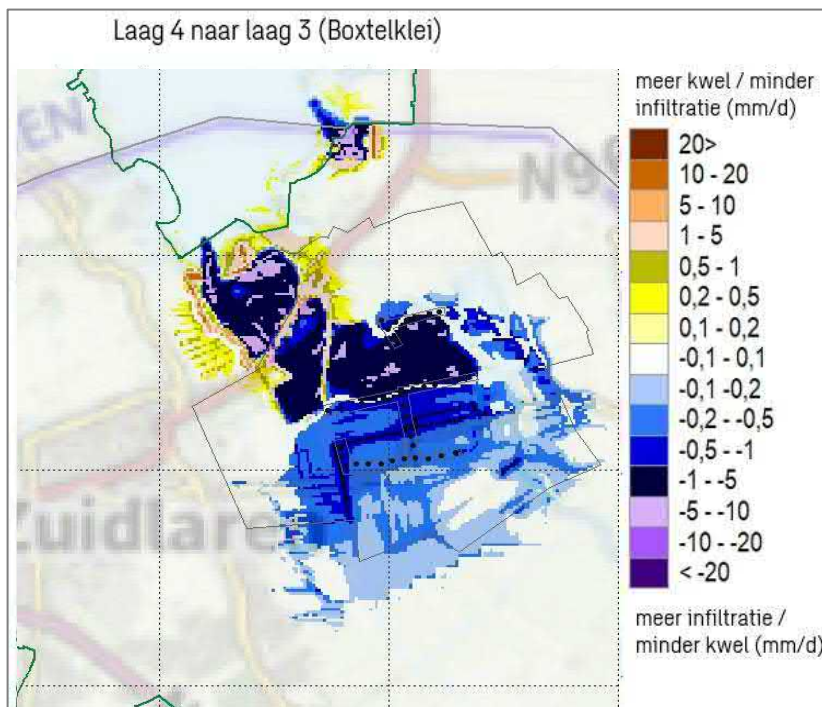 Laag 4 naar laag 3 (Boxtelklei)
meer kwel / minder
infiltratie (mm/d)
20>
10 - 20
5 - 10
1 - 5
0,5 - 1
0,2 - 0,5
0,1 - 0,2
-0,1 - 0,1
-0,1 -0,2
-0,2 - -0,5
-0,5 - -1
-1 - -5
-5 - -10
-10 - -20
< -20
meer infiltratie /
minder kwel (mm/d)